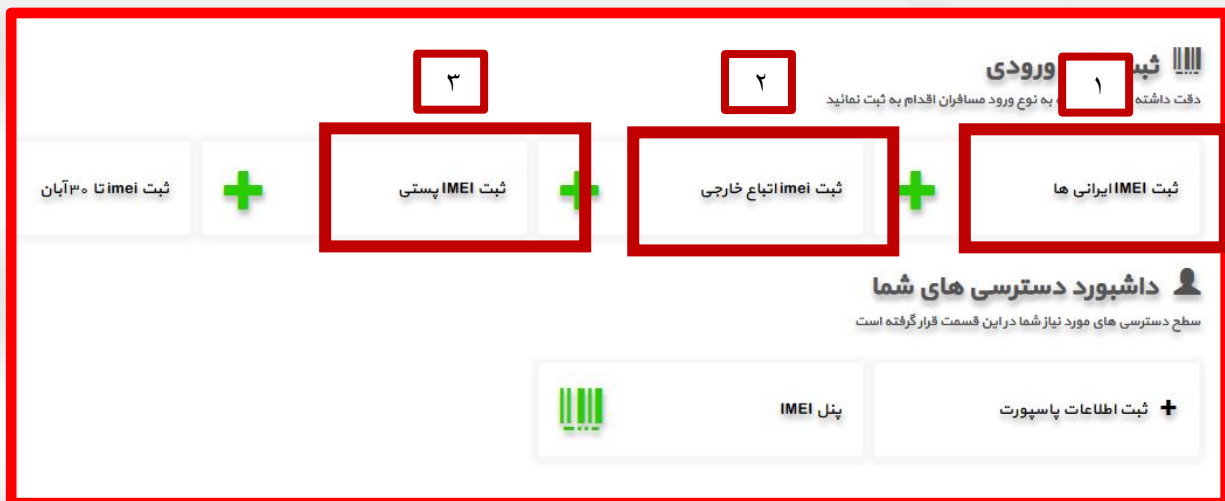 ۳
۲
۱
ورودی
دقت داشته به نوع ورود مسافران اقدام به ثبت نمائید
ثبت IMEI ایرانی ها
ثبت imei اتباع خارجی
ثبت IMEI پستی
ثبت imei تا ۳۰ آبان
داشبورد دسترسی های شما
سطح دسترسی های مورد نیاز شما در این قسمت قرار گرفته است
ثبت اطلاعات پاسپورت
پنل IMEI